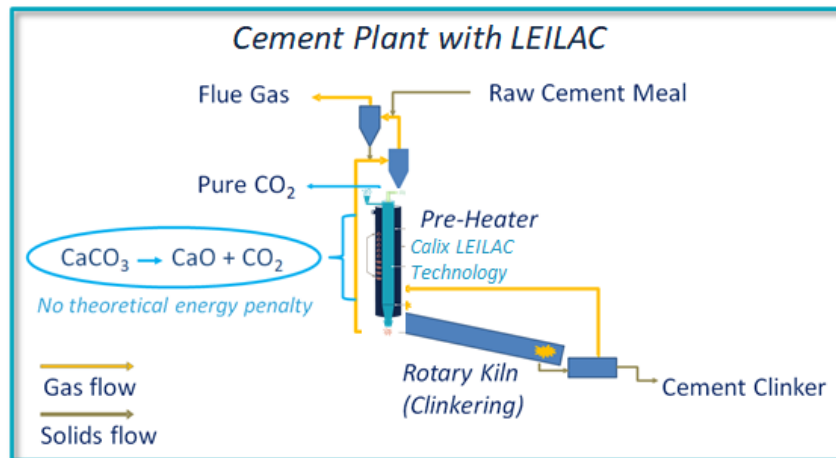 Cement Plant with LEILAC
Flue Gas
Raw Cement Meal
Pure CO₂
Pre-Heater
Calix LEILAC
Technology
CaCO₃ → CaO + CO₂
No theoretical energy penalty
Rotary Kiln
(Clinkering)
Cement Clinker
Gas flow
Solids flow